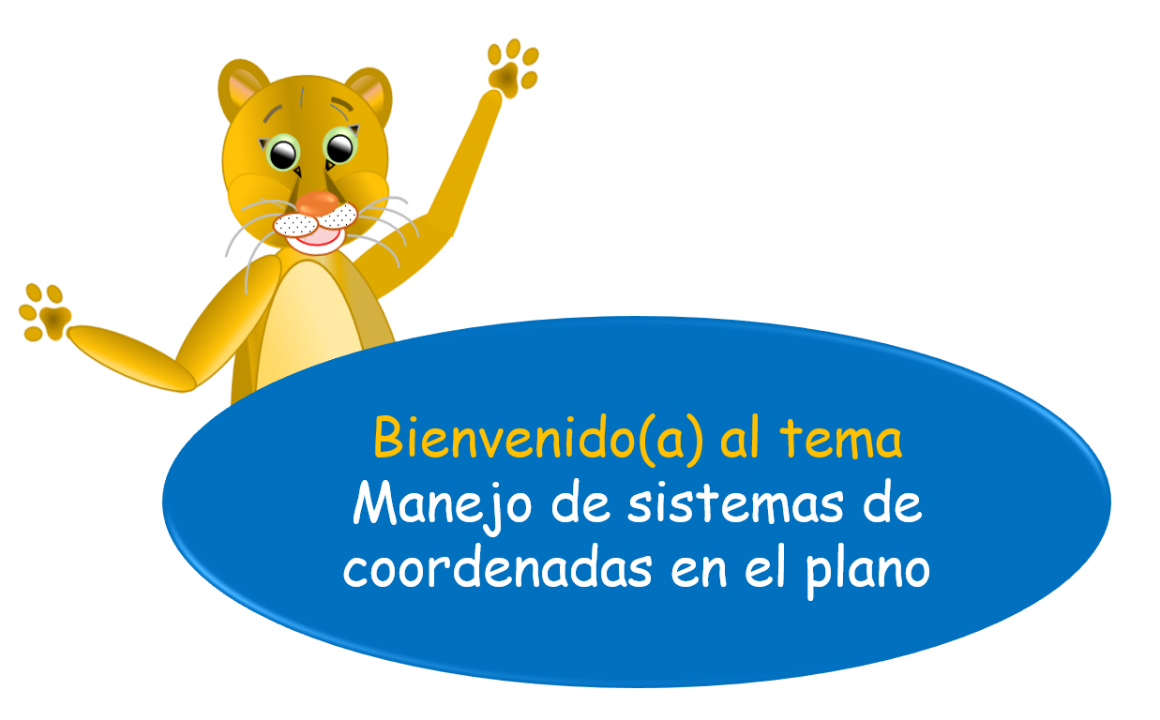 Bienvenido(a) al tema
Manejo de sistemas de
coordenadas en el plano